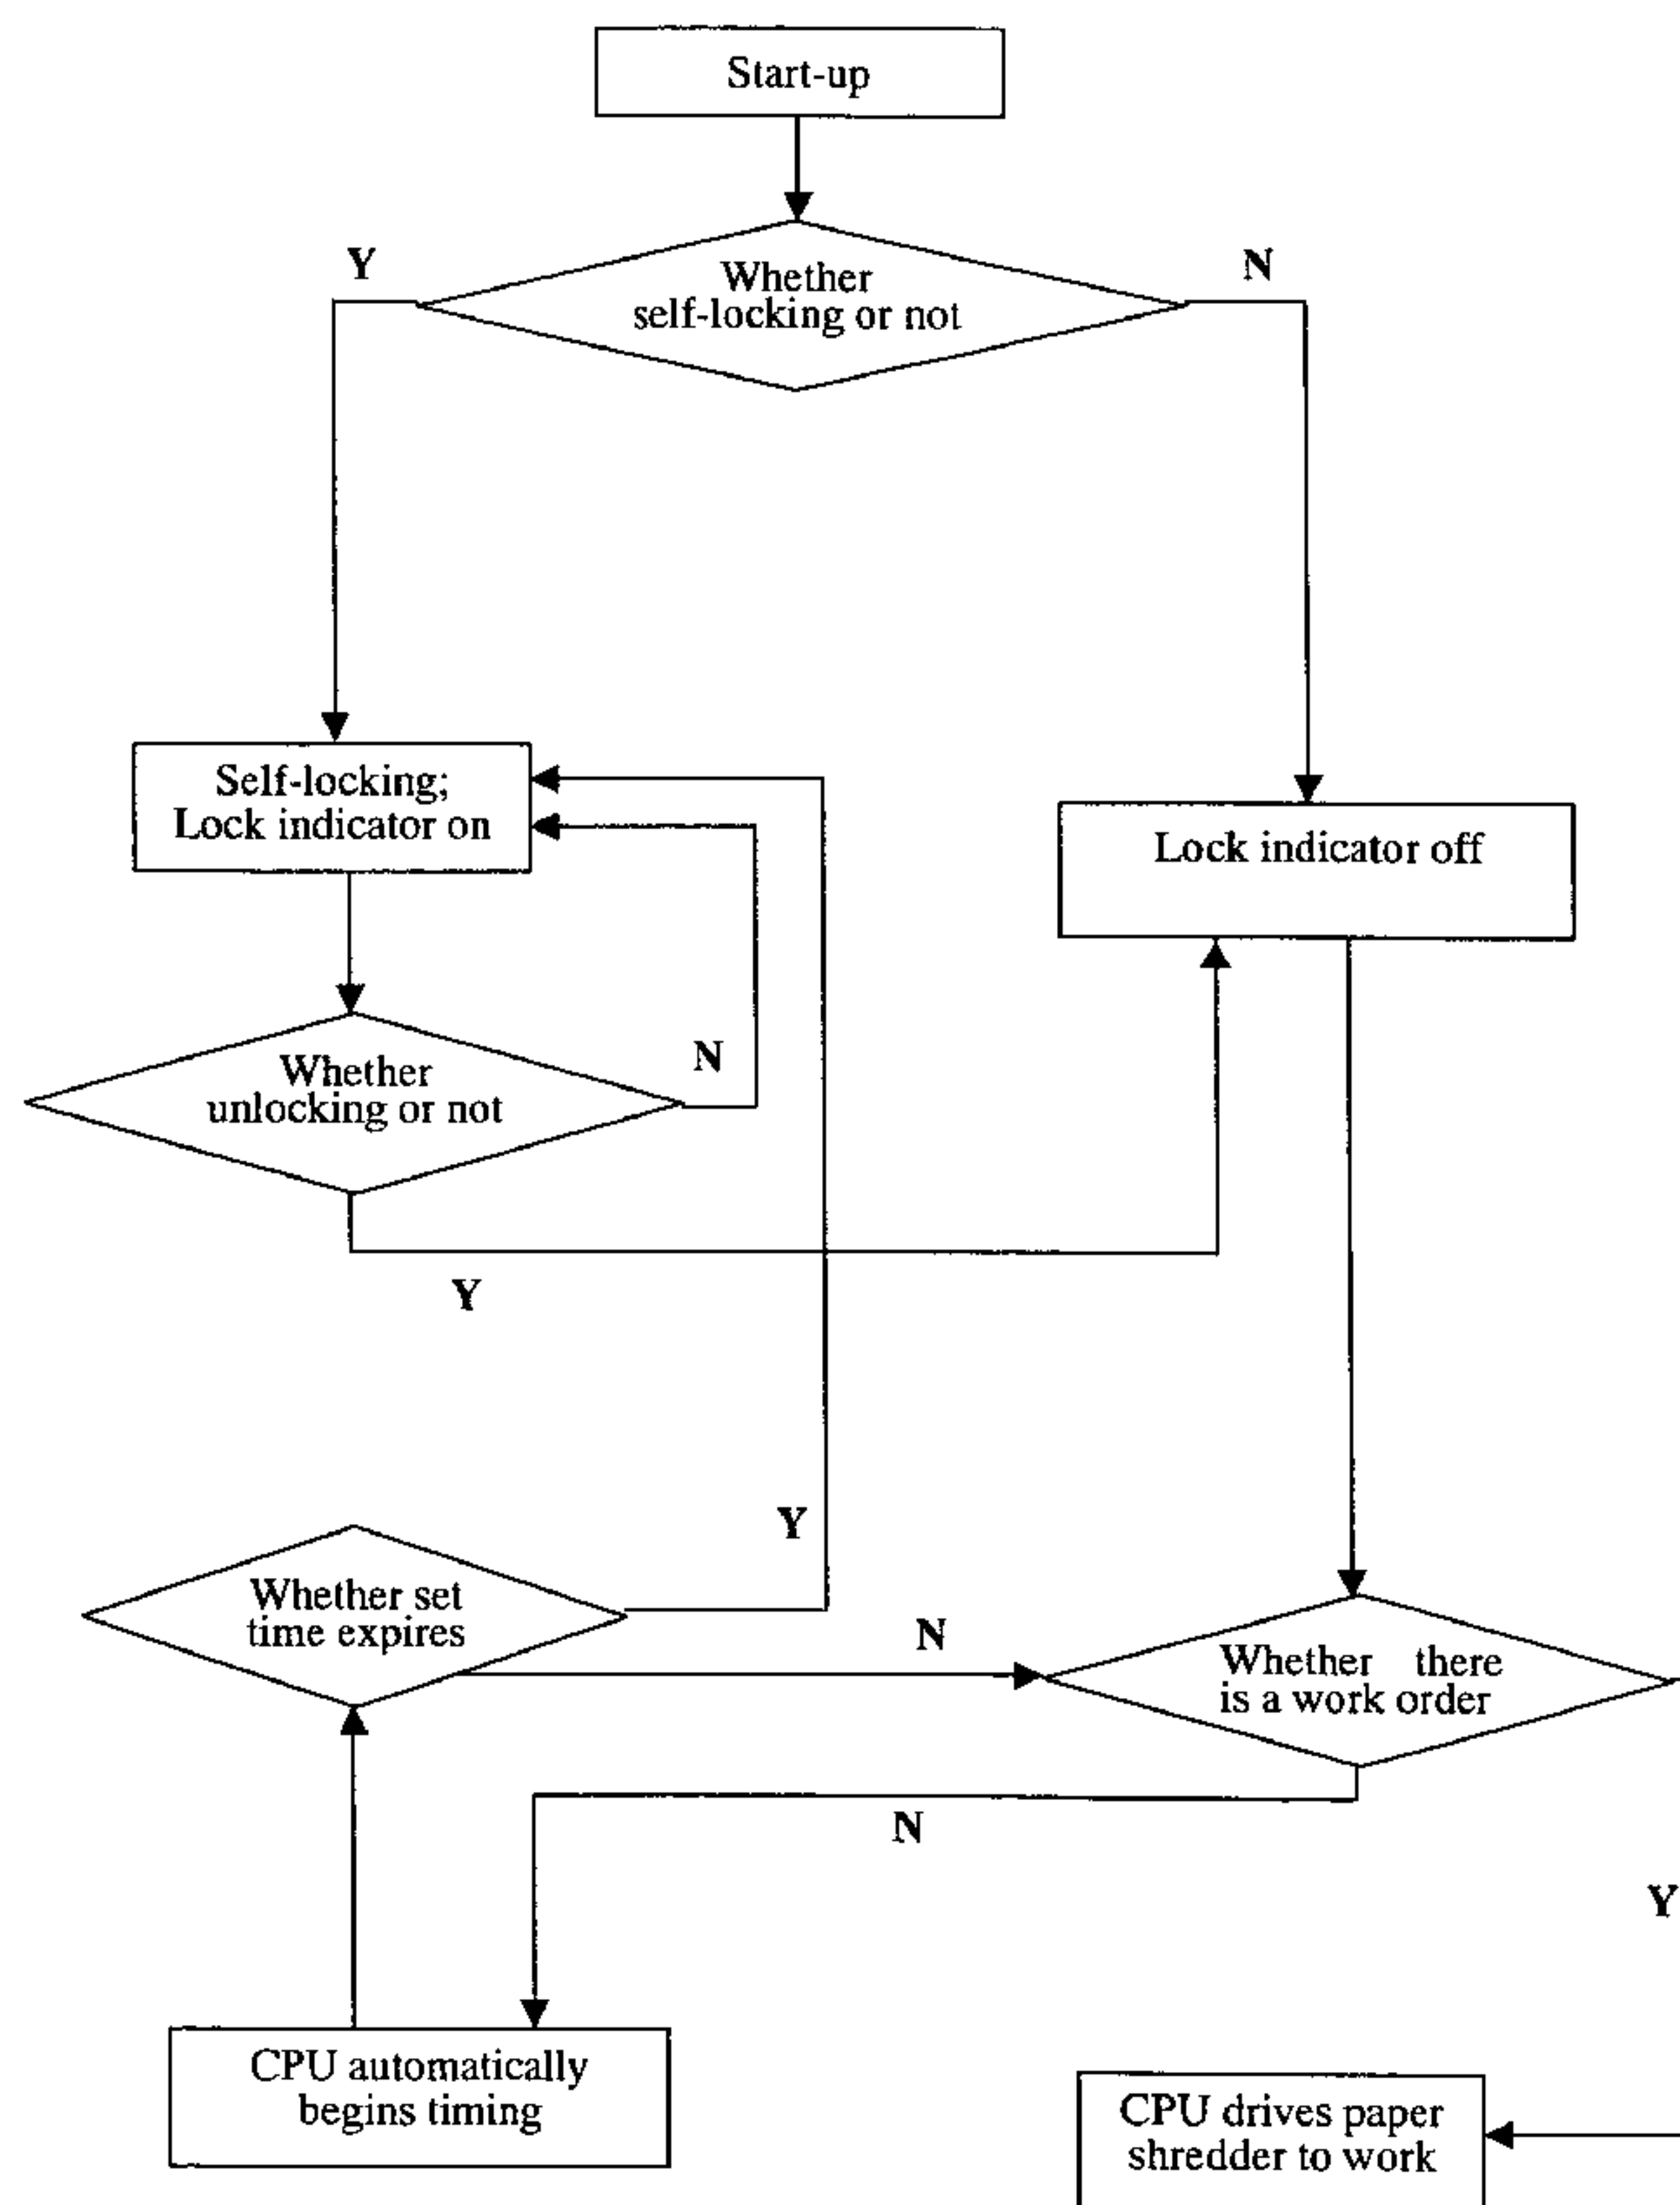 Start-up
Y
N
Whether
self-locking or not
Self-locking;
Lock indicator on
Lock indicator off
Whether
unlocking or not
N
Y
Y
Whether set
time expires
N
Whether there
is a work order
N
Y
CPU automatically
begins timing
CPU drives paper
shredder to work